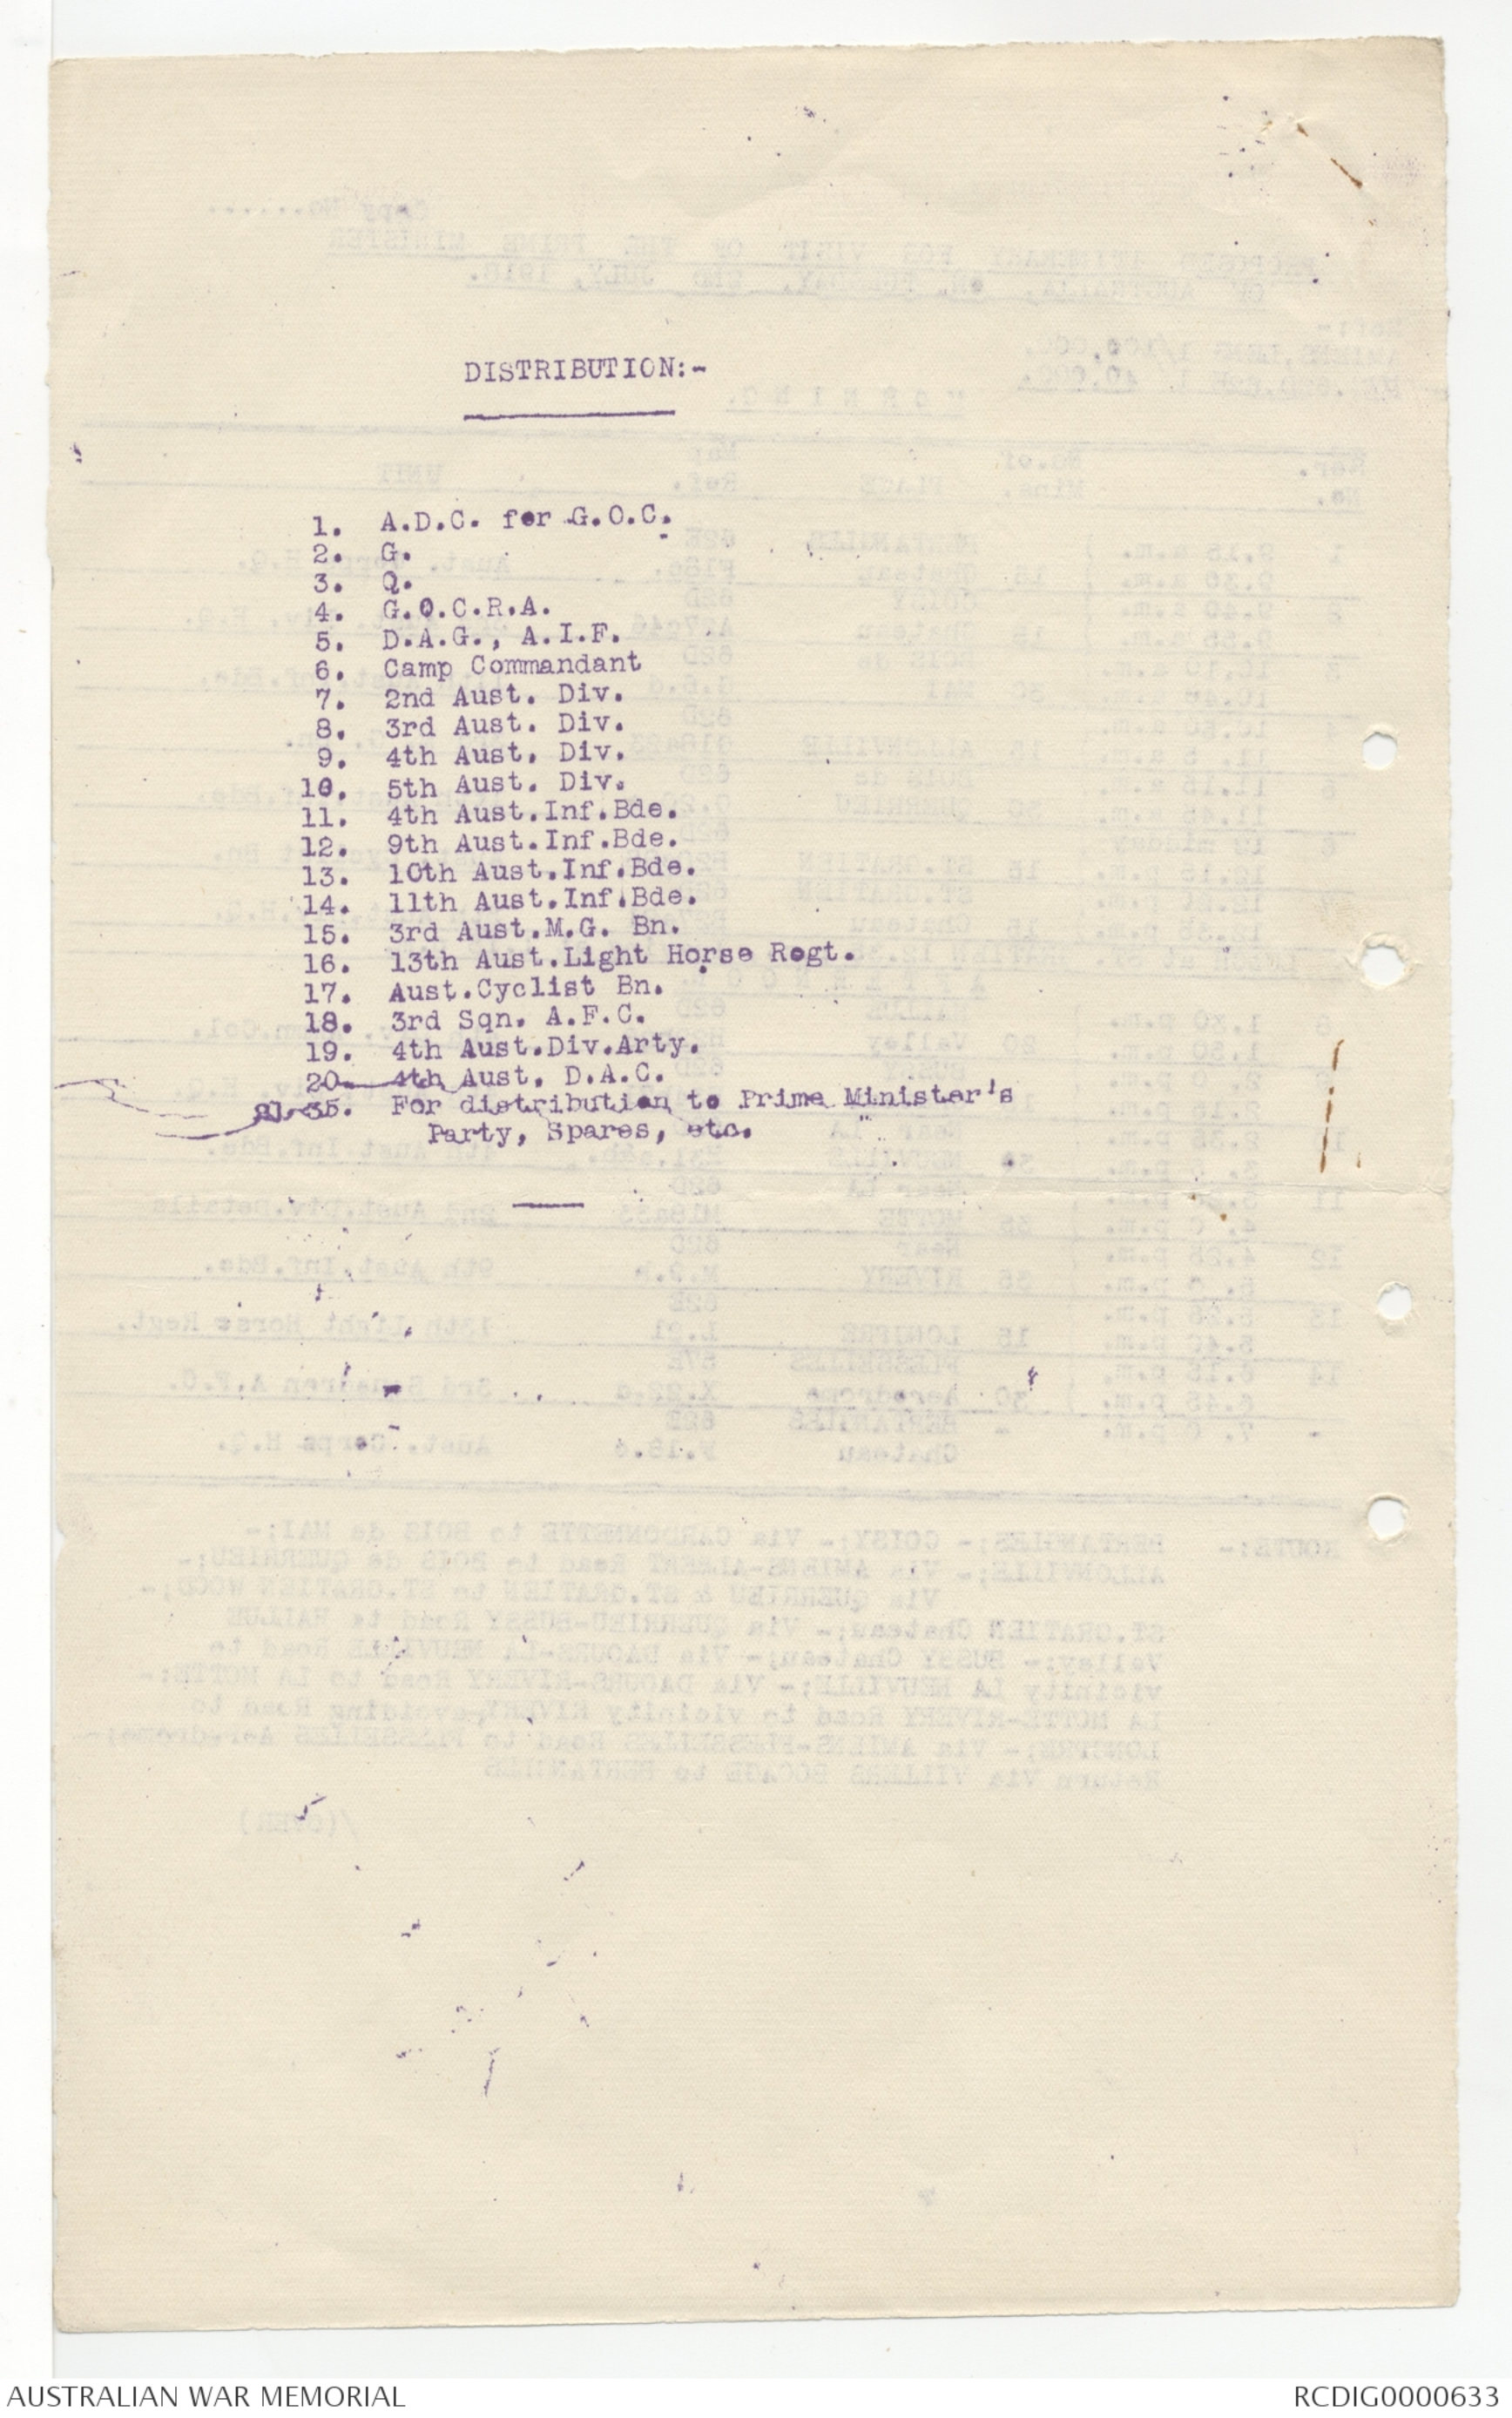 DISTRIBUTION:-
1. A.D.C. for G.O.C.
2. G.
3. Q.
4. G.O.C.R.A.
5. D.A.G., A.I.F.
6. Camp Commandant
7. 2nd Aust. Div.
8. 3rd Aust. Div.
9. 4th Aust. Div.
10. 5th Aust. Div.
11. 4th Aust.Inf.Bde.
12. 9th Aust.Inf.Bde.
13. 10th Aust.Inf.Bde.
14. 11th Aust.Inf.Bde.
15. 3rd Aust.M.G. Bn.
16. 13th Aust.Light Horse Regt.
17. Aust.Cyclist Bn.
18. 3rd Sqn. A.F.C.
19. 4th Aust.Div.Arty.
20. 4th Aust. D.A.C.
21-35. For distribution to Prime Minister's
Party, Spares, etc.
AUSTRALIAN WAR MEMORIAL
RCDIG0000633